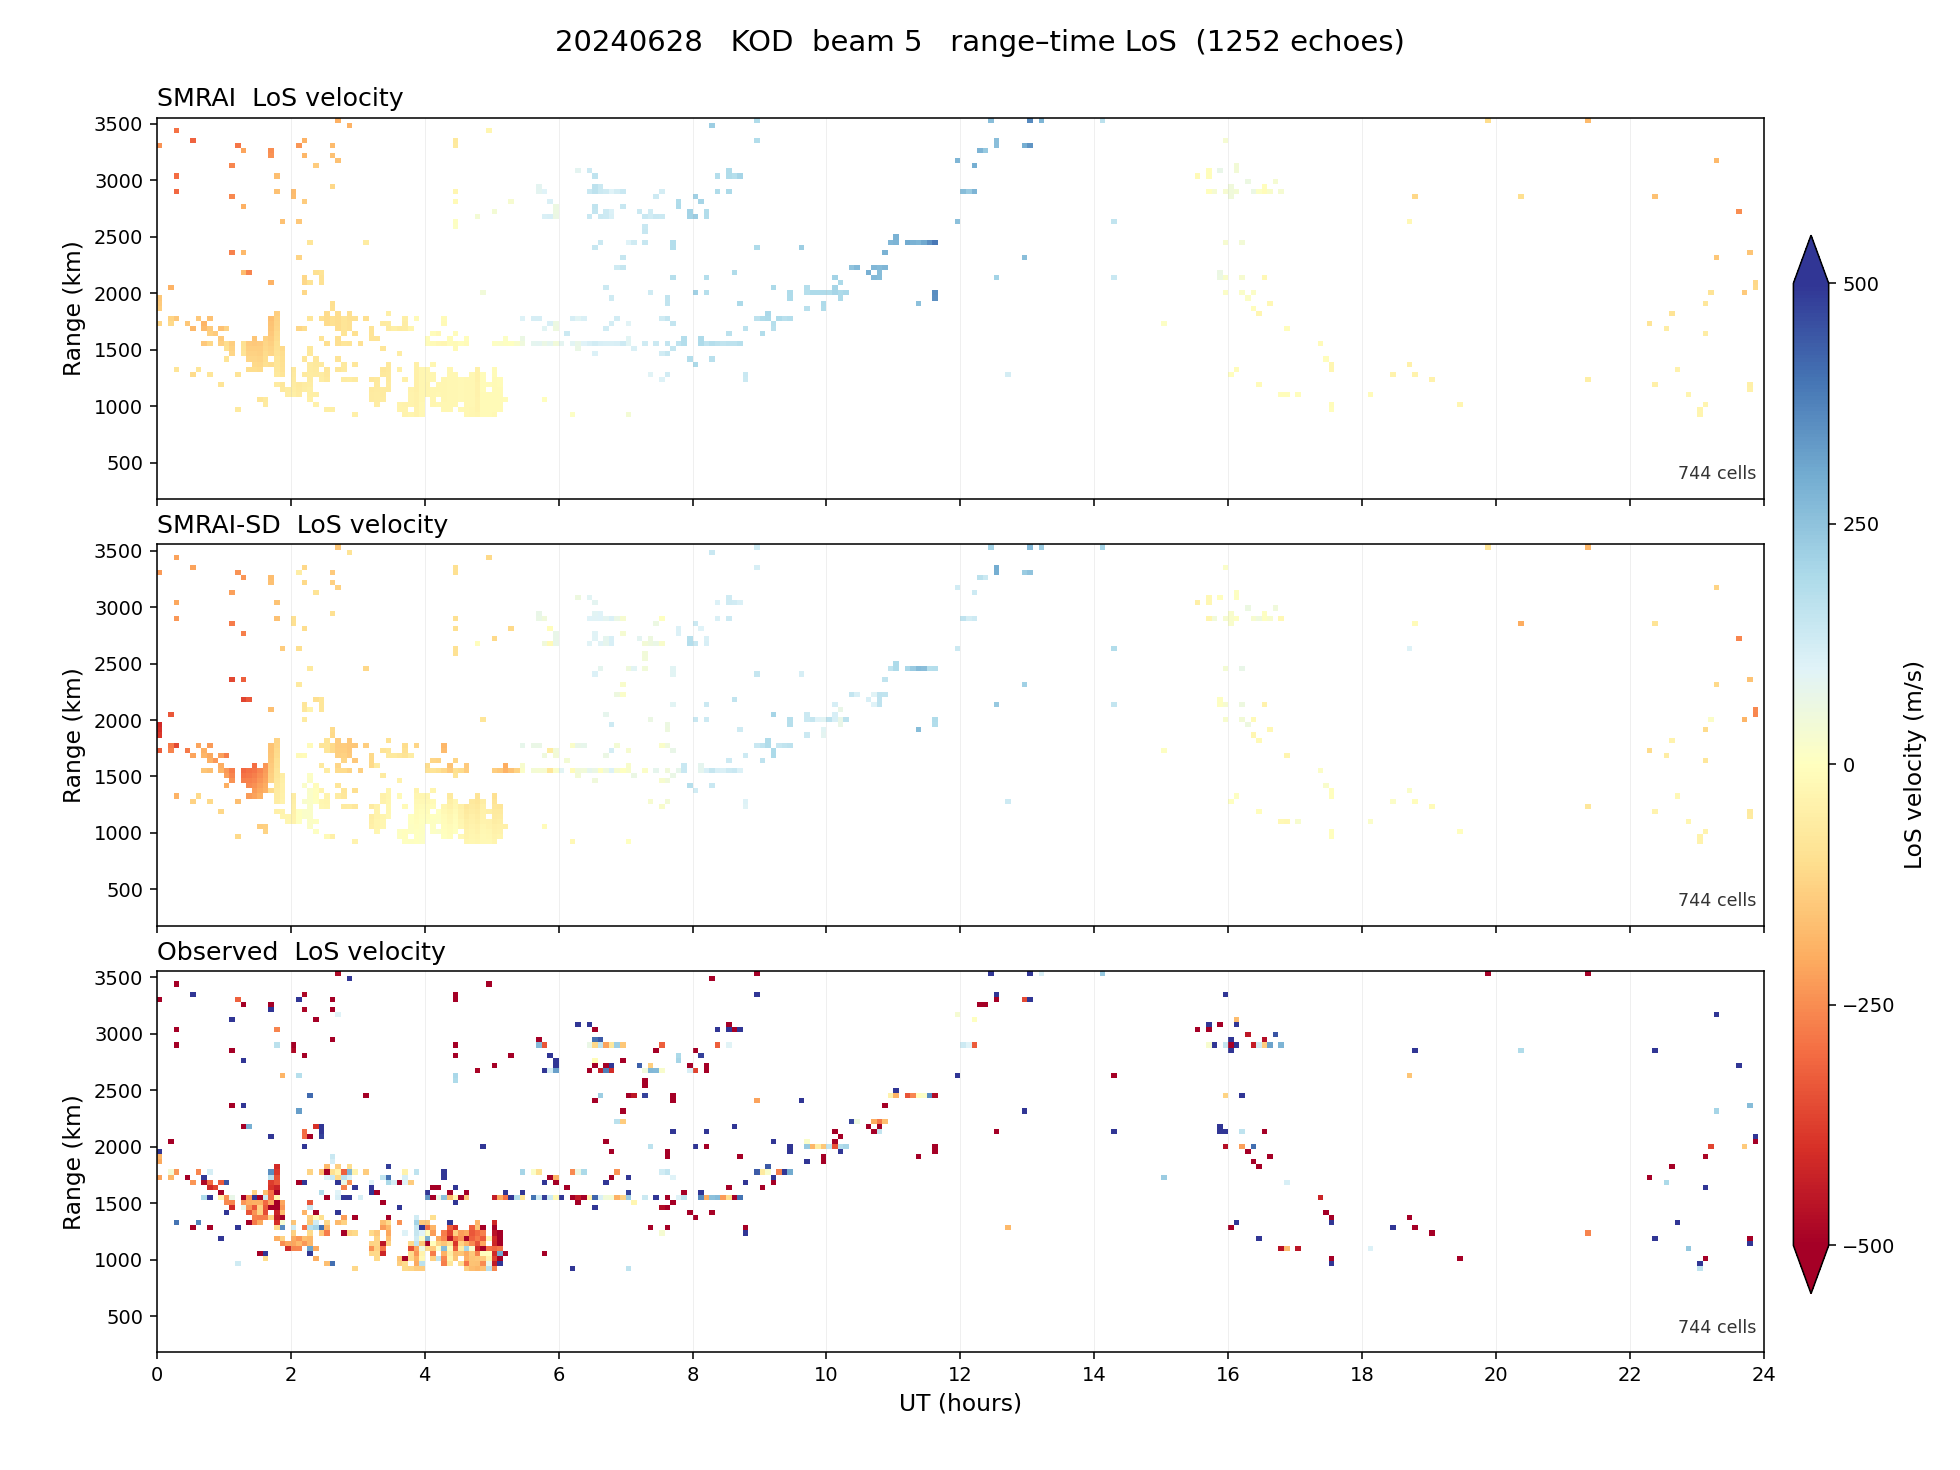 20240628   KOD  beam 5   range–time LoS  (1252 echoes)
SMRAI  LoS velocity
3500
3000
2500
2000
1500
1000
500
Range (km)
744 cells
SMRAI-SD  LoS velocity
3500
3000
2500
2000
1500
1000
500
Range (km)
744 cells
Observed  LoS velocity
3500
3000
2500
2000
1500
1000
500
Range (km)
744 cells
0 2 4 6 8 10 12 14 16 18 20 22 24
UT (hours)
500
250
0
−250
−500
LoS velocity (m/s)